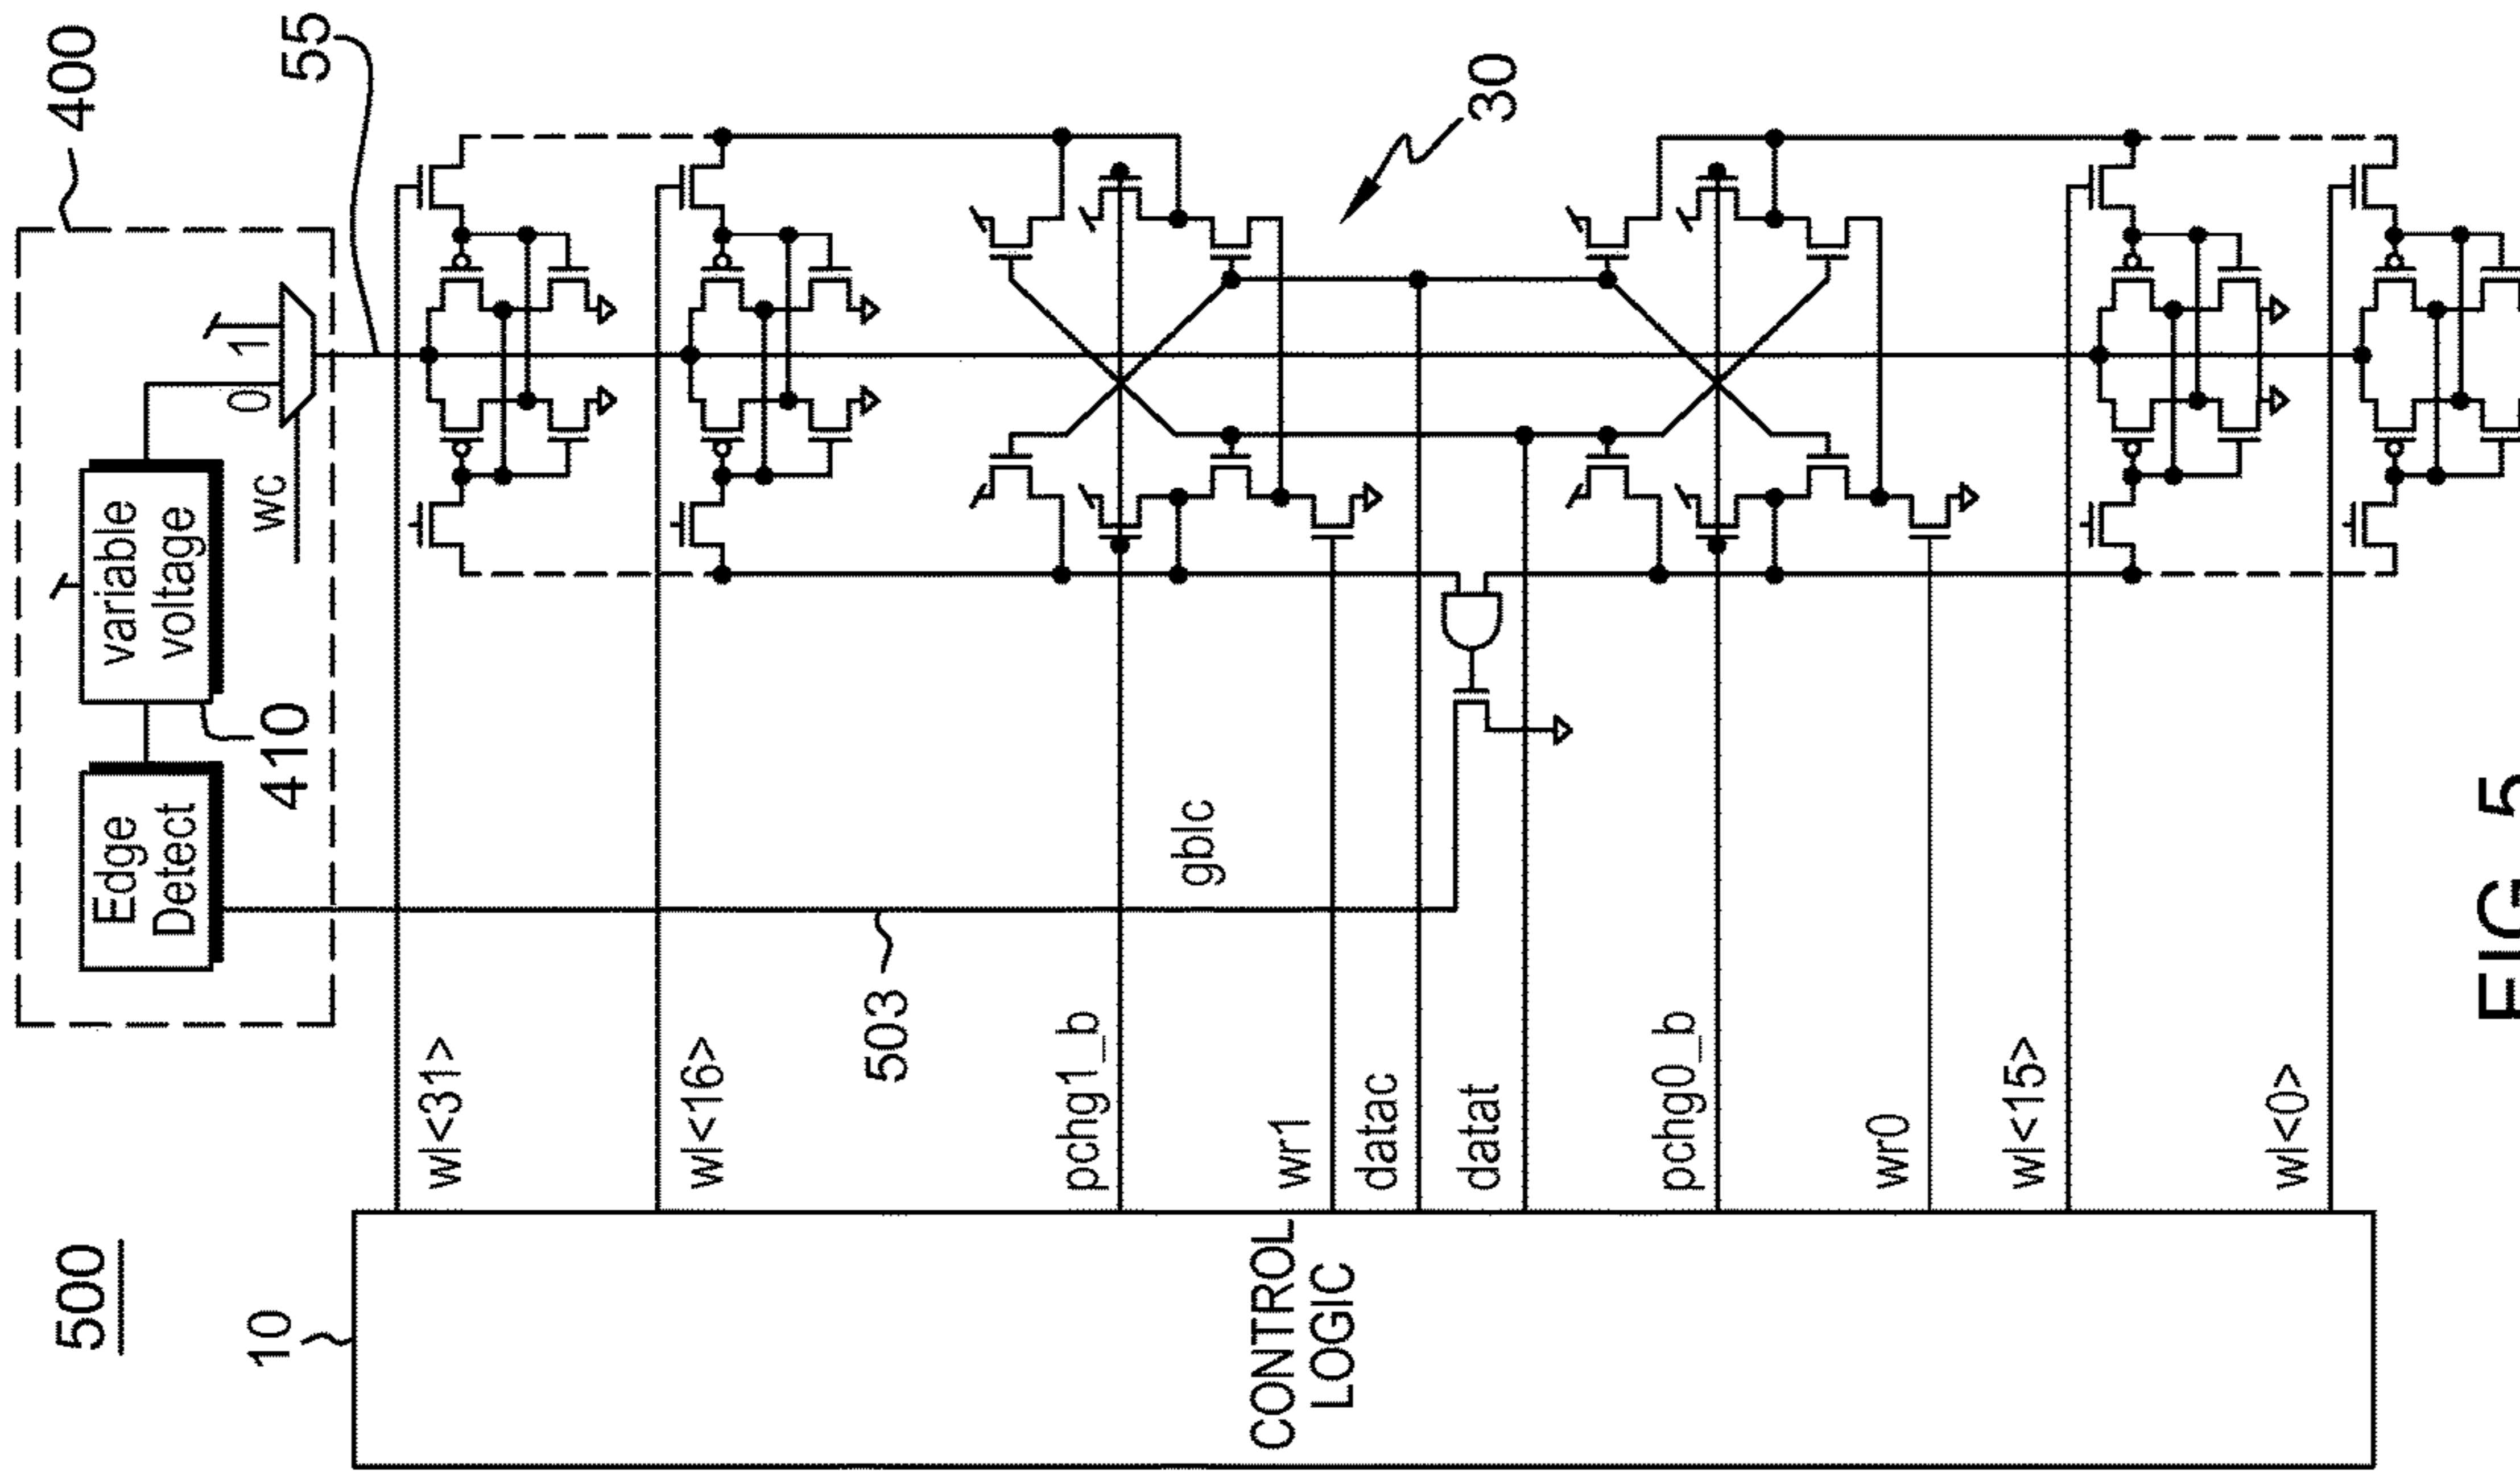 500
400
55
Edge
Detect
variable
voltage
410
wc
0
1
10
CONTROL
LOGIC
wl<31>
wl<16>
503
gblc
30
pchg1_b
wr1
datac
datat
pchg0_b
wr0
wl<15>
wl<0>
FIG 5